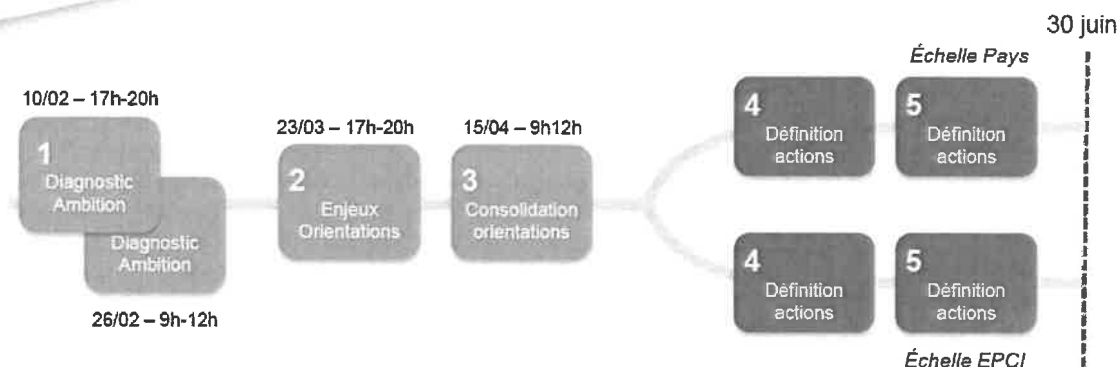 30 juin
Échelle Pays
10/02 – 17h-20h
1
Diagnostic
Ambition
Diagnostic
Ambition
26/02 – 9h-12h
23/03 – 17h-20h
2
Enjeux
Orientations
15/04 – 9h12h
3
Consolidation
orientations
4
Définition
actions
5
Définition
actions
4
Définition
actions
5
Définition
actions
Échelle EPCI